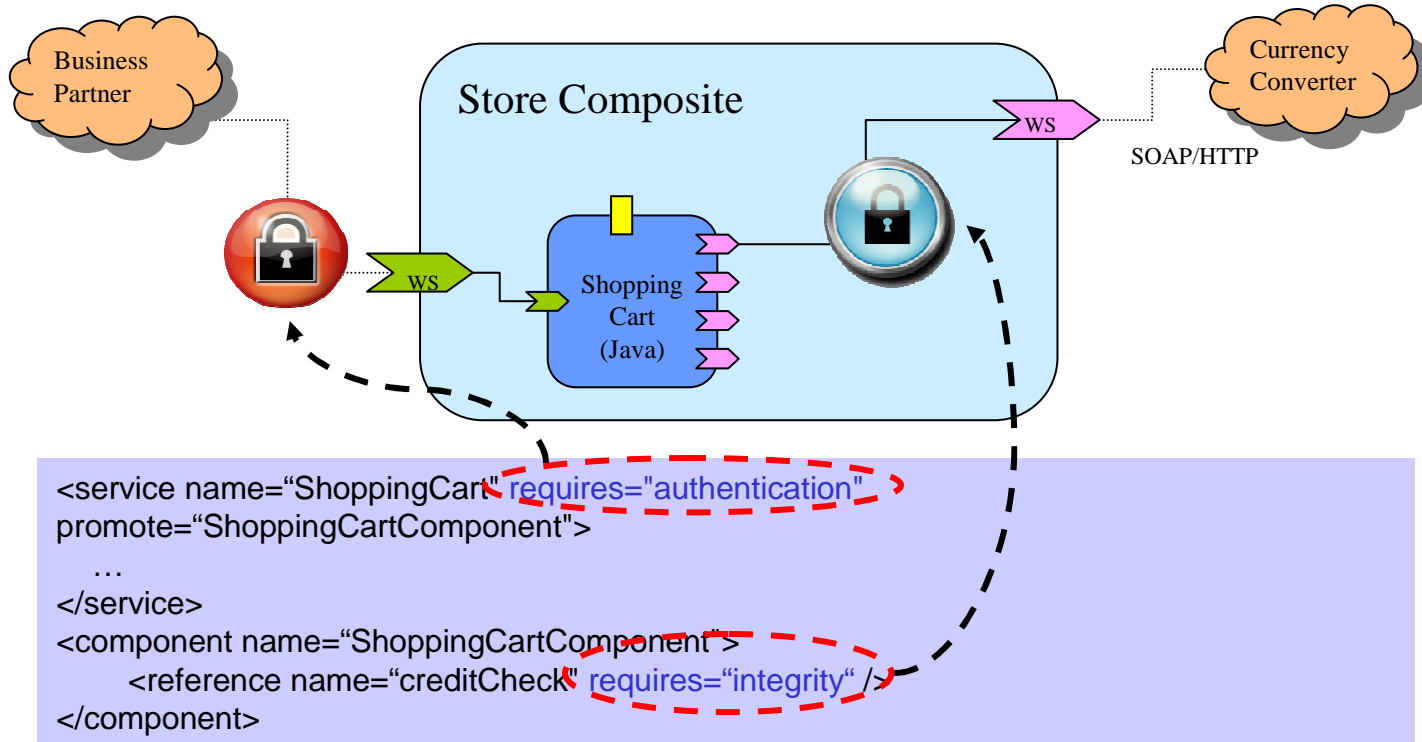 Business
Partner
Store Composite
Currency
Converter
WS
SOAP/HTTP
WS
Shopping
Cart
(Java)
<service name=“ShoppingCart" requires="authentication"
promote=“ShoppingCartComponent">
…
</service>
<component name=“ShoppingCartComponent”>
<reference name=“creditCheck" requires=“integrity“ />
</component>